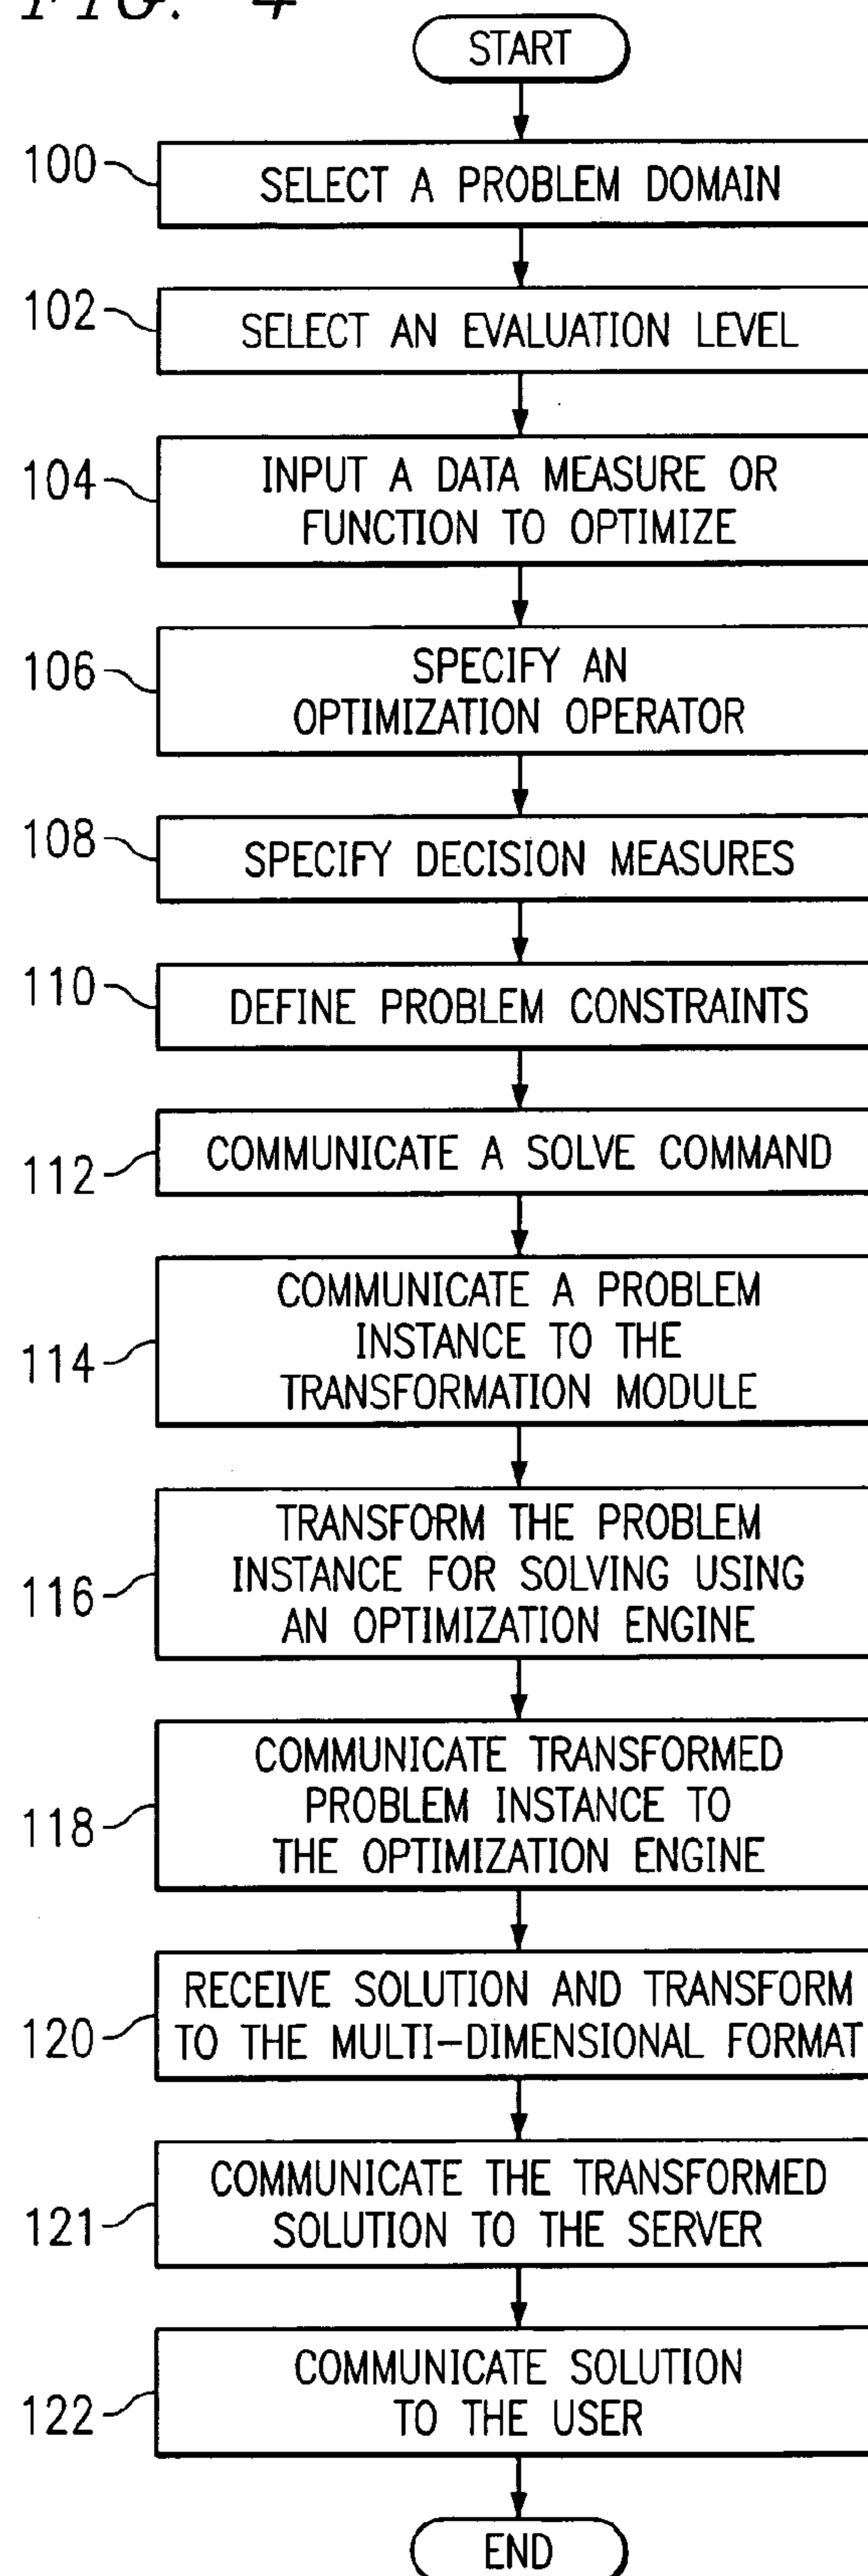 FIG. 4
START
100
SELECT A PROBLEM DOMAIN
102
SELECT AN EVALUATION LEVEL
104
INPUT A DATA MEASURE OR
FUNCTION TO OPTIMIZE
106
SPECIFY AN
OPTIMIZATION OPERATOR
108
SPECIFY DECISION MEASURES
110
DEFINE PROBLEM CONSTRAINTS
112
COMMUNICATE A SOLVE COMMAND
114
COMMUNICATE A PROBLEM
INSTANCE TO THE
TRANSFORMATION MODULE
116
TRANSFORM THE PROBLEM
INSTANCE FOR SOLVING USING
AN OPTIMIZATION ENGINE
118
COMMUNICATE TRANSFORMED
PROBLEM INSTANCE TO
THE OPTIMIZATION ENGINE
120
RECEIVE SOLUTION AND TRANSFORM
TO THE MULTI-DIMENSIONAL FORMAT
121
COMMUNICATE THE TRANSFORMED
SOLUTION TO THE SERVER
122
COMMUNICATE SOLUTION
TO THE USER
END